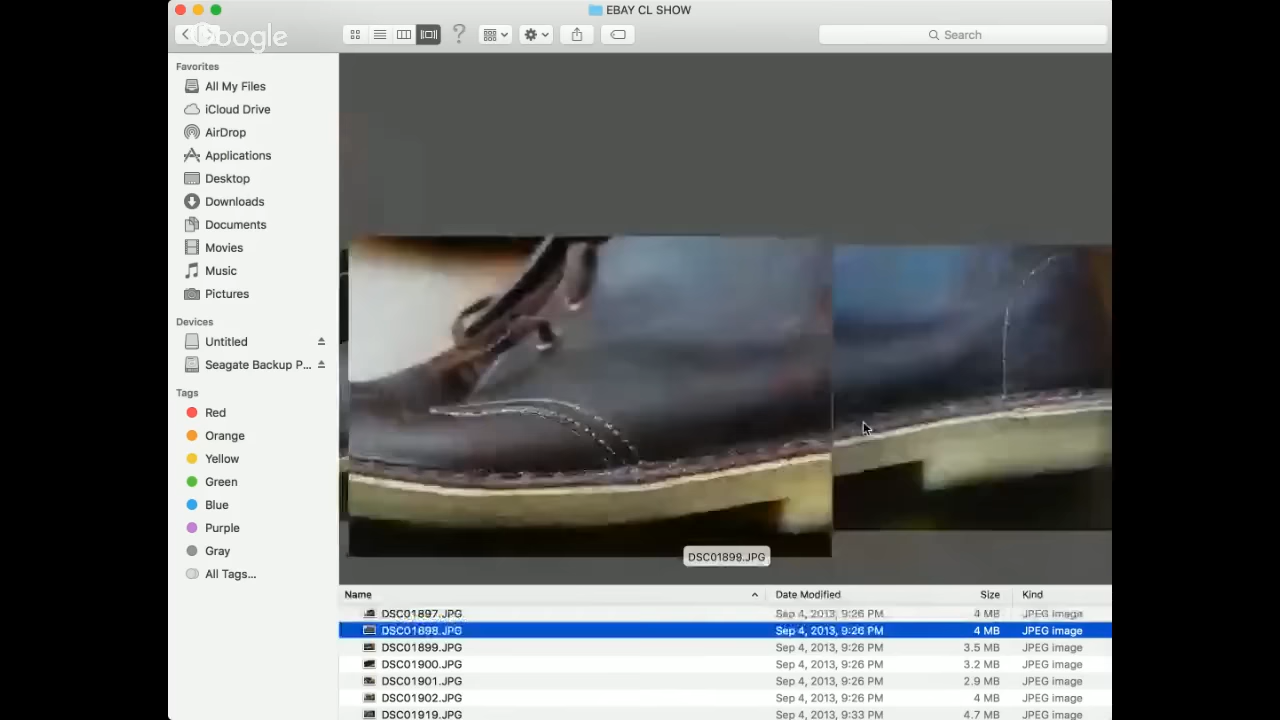 EBAY CL SHOW
Google
?
Search
Favorites
All My Files
iCloud Drive
AirDrop
Applications
Desktop
Downloads
Documents
Movies
Music
Pictures
Devices
Untitled
Seagate Backup P...
Tags
Red
Orange
Yellow
Green
Blue
Purple
Gray
All Tags...
DSC01898.JPG
Name Date Modified Size Kind
DSC01897.JPG Sep 4, 2013, 9:26 PM 4 MB JPEG image
DSC01898.JPG Sep 4, 2013, 9:26 PM 4 MB JPEG image
DSC01899.JPG Sep 4, 2013, 9:26 PM 3.5 MB JPEG image
DSC01900.JPG Sep 4, 2013, 9:26 PM 3.2 MB JPEG image
DSC01901.JPG Sep 4, 2013, 9:26 PM 2.9 MB JPEG image
DSC01902.JPG Sep 4, 2013, 9:26 PM 4 MB JPEG image
DSC01919.JPG Sep 4, 2013, 9:33 PM 4.7 MB JPEG image